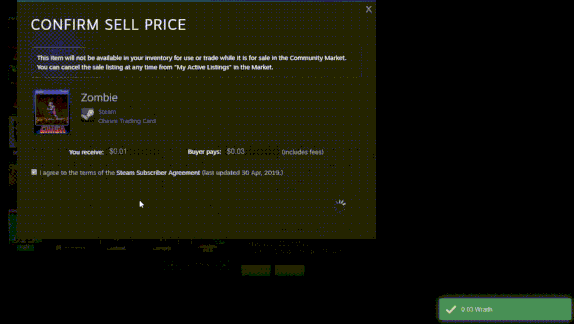 X
CONFIRM SELL PRICE
This item will not be available in your inventory for use or trade while it is for sale in the Community Market.
You can cancel the sale listing at any time from "My Active Listings" in the Market.
Zombie
Steam
Trading Card
You receive: $0.01 Buyer pays: $0.03 (includes fees)
I agree to the terms of the Steam Subscriber Agreement (last updated 30 Apr, 2019.)
0.03 Wraith